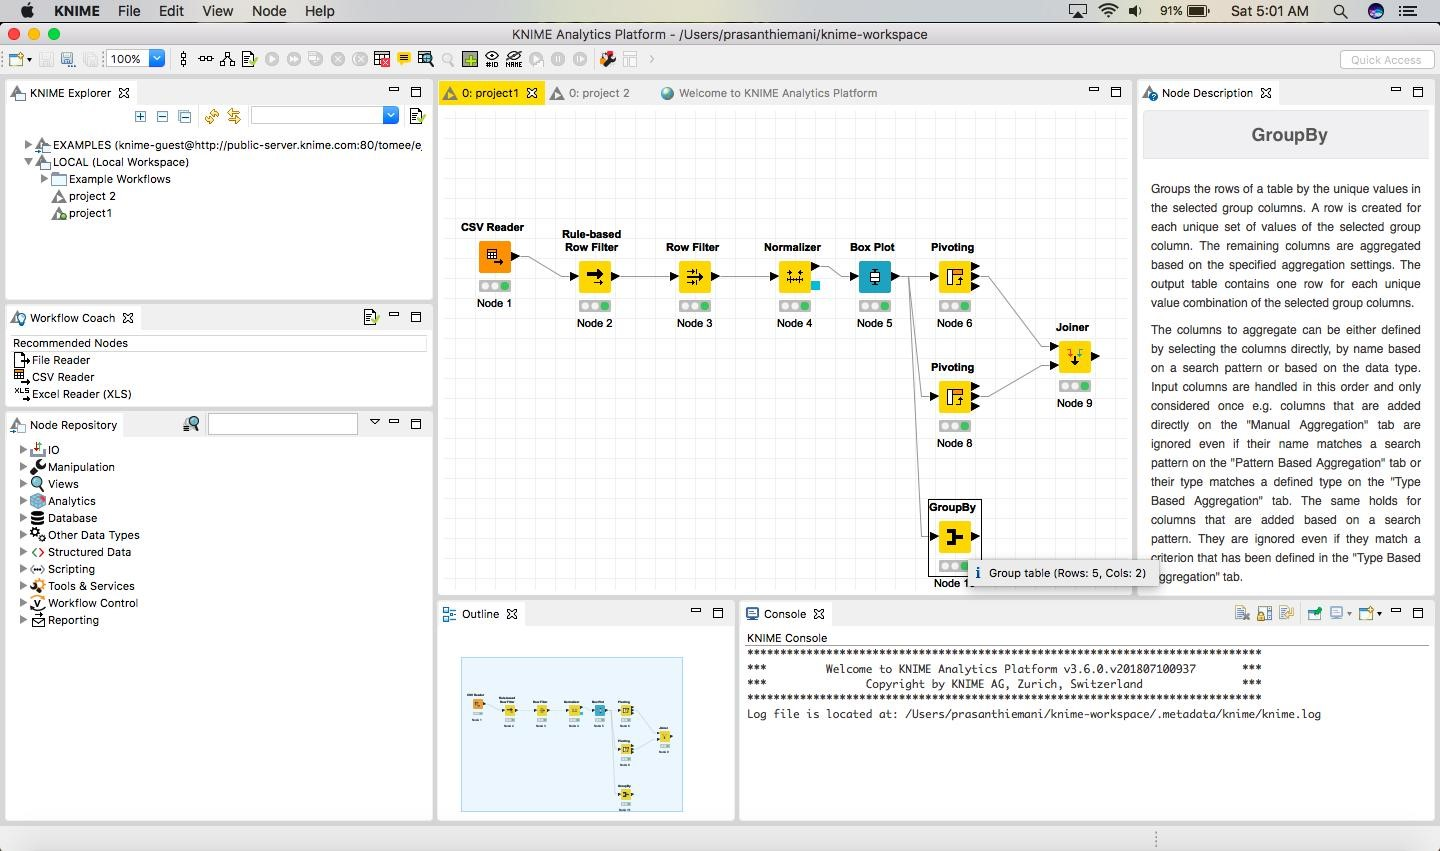 KNIME File Edit View Node Help 91% Sat 5:01 AM
KNIME Analytics Platform - /Users/prasanthiemani/knime-workspace
100%
Quick Access
KNIME Explorer
EXAMPLES (knime-guest@http://public-server.knime.com:80/tomee/e
LOCAL (Local Workspace)
Example Workflows
project 2
project1
Workflow Coach
Recommended Nodes
File Reader
CSV Reader
XLS Excel Reader (XLS)
Node Repository
IO
Manipulation
Views
Analytics
Database
Other Data Types
Structured Data
Scripting
Tools & Services
Workflow Control
Reporting
0: project1 0: project 2 Welcome to KNIME Analytics Platform
CSV Reader
Node 1
Rule-based
Row Filter
Node 2
Row Filter
Node 3
Normalizer
Node 4
Box Plot
Node 5
Pivoting
Node 6
Pivoting
Node 8
Joiner
Node 9
GroupBy
Group table (Rows: 5, Cols: 2)
Node Description
GroupBy
Groups the rows of a table by the unique values in
the selected group columns. A row is created for
each unique set of values of the selected group
column. The remaining columns are aggregated
based on the specified aggregation settings. The
output table contains one row for each unique
value combination of the selected group columns.
The columns to aggregate can be either defined
by selecting the columns directly, by name based
on a search pattern or based on the data type.
Input columns are handled in this order and only
considered once e.g. columns that are added
directly on the "Manual Aggregation" tab are
ignored even if their name matches a search
pattern on the "Pattern Based Aggregation" tab or
their type matches a defined type on the "Type
Based Aggregation" tab. The same holds for
columns that are added based on a search
pattern. They are ignored even if they match a
criterion that has been defined in the "Type Based
Aggregation" tab.
Outline
Console
KNIME Console
******************************************************************************
*** Welcome to KNIME Analytics Platform v3.6.0.v201807100937 ***
*** Copyright by KNIME AG, Zurich, Switzerland ***
******************************************************************************
Log file is located at: /Users/prasanthiemani/knime-workspace/.metadata/knime/knime.log